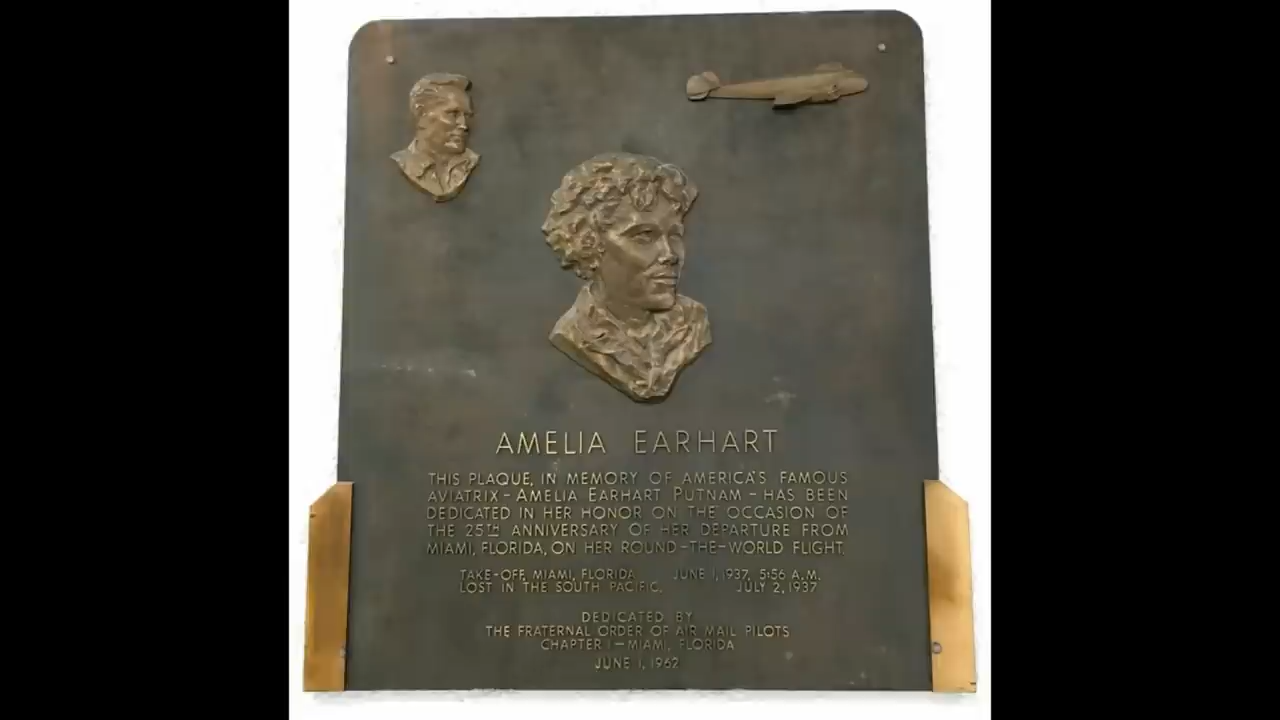 AMELIA EARHART
THIS PLAQUE, IN MEMORY OF AMERICA'S FAMOUS
AVIATRIX - AMELIA EARHART PUTNAM - HAS BEEN
DEDICATED IN HER HONOR ON THE OCCASION OF
THE 25TH ANNIVERSARY OF HER DEPARTURE FROM
MIAMI, FLORIDA, ON HER ROUND-THE-WORLD FLIGHT.
TAKE-OFF, MIAMI, FLORIDA JUNE 1, 1937, 5:56 A.M.
LOST IN THE SOUTH PACIFIC, JULY 2, 1937
DEDICATED BY
THE FRATERNAL ORDER OF AIR MAIL PILOTS
CHAPTER 1 - MIAMI, FLORIDA
JUNE 1, 1962